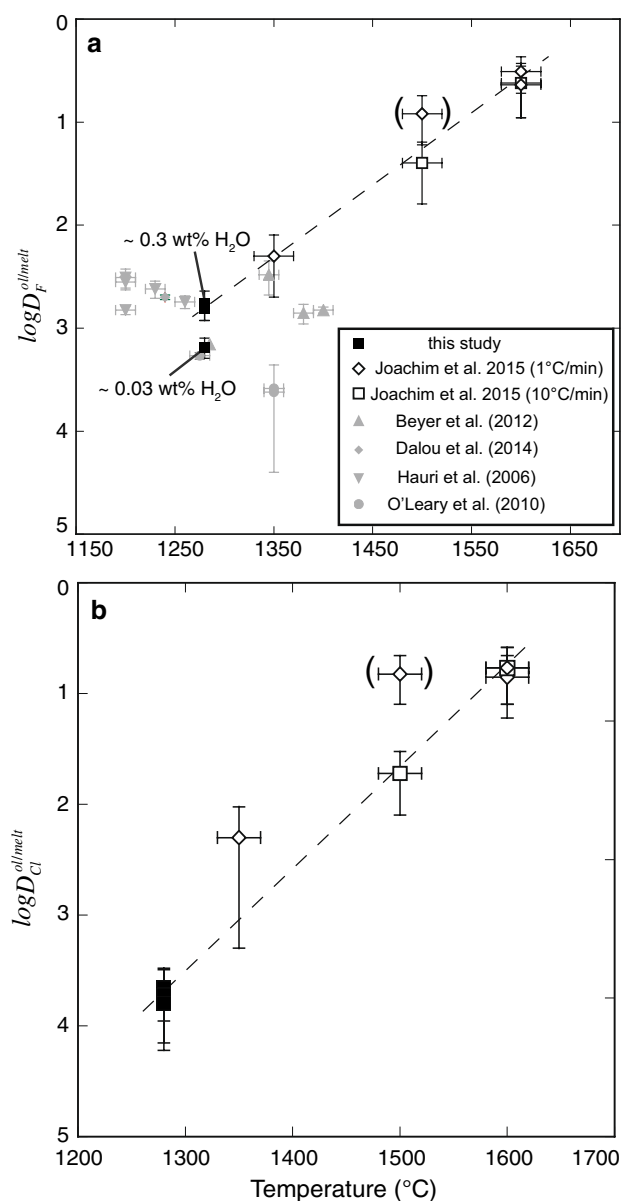 a
0
1
2
3
4
5
logD_F^{ol/melt}
( )
~ 0.3 wt% H₂O
~ 0.03 wt% H₂O
this study
Joachim et al. 2015 (1°C/min)
Joachim et al. 2015 (10°C/min)
Beyer et al. (2012)
Dalou et al. (2014)
Hauri et al. (2006)
O'Leary et al. (2010)
1150 1250 1350 1450 1550 1650
b
0
1
2
3
4
5
logD_{Cl}^{ol/melt}
( )
1200 1300 1400 1500 1600 1700
Temperature (°C)